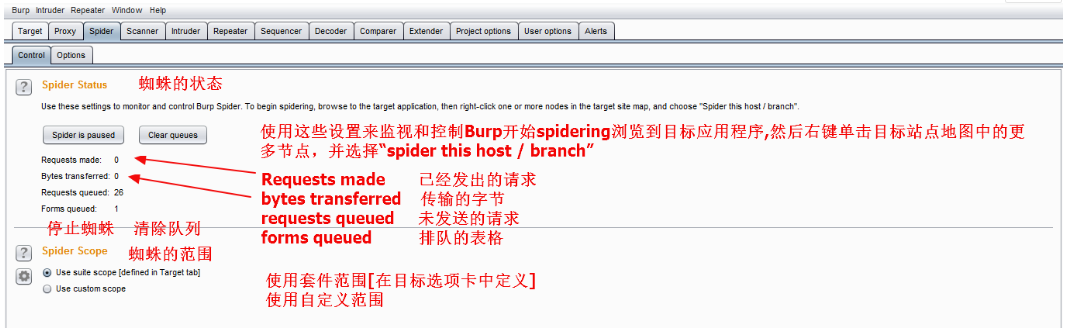 Burp Intruder Repeater Window Help
Target Proxy Spider Scanner Intruder Repeater Sequencer Decoder Comparer Extender Project options User options Alerts
Control Options
? Spider Status 蜘蛛的状态
Use these settings to monitor and control Burp Spider. To begin spidering, browse to the target application, then right-click one or more nodes in the target site map, and choose "Spider this host / branch".
Spider is paused Clear queues
使用这些设置来监视和控制Burp开始spidering浏览到目标应用程序,然后右键单击目标站点地图中的更
多节点，并选择“spider this host / branch”
Requests made: 0
Bytes transferred: 0
Requests queued: 26
Forms queued: 1
Requests made 已经发出的请求
bytes transferred 传输的字节
requests queued 未发送的请求
forms queued 排队的表格
停止蜘蛛 清除队列
? Spider Scope 蜘蛛的范围
Use suite scope [defined in Target tab]
Use custom scope
使用套件范围[在目标选项卡中定义]
使用自定义范围